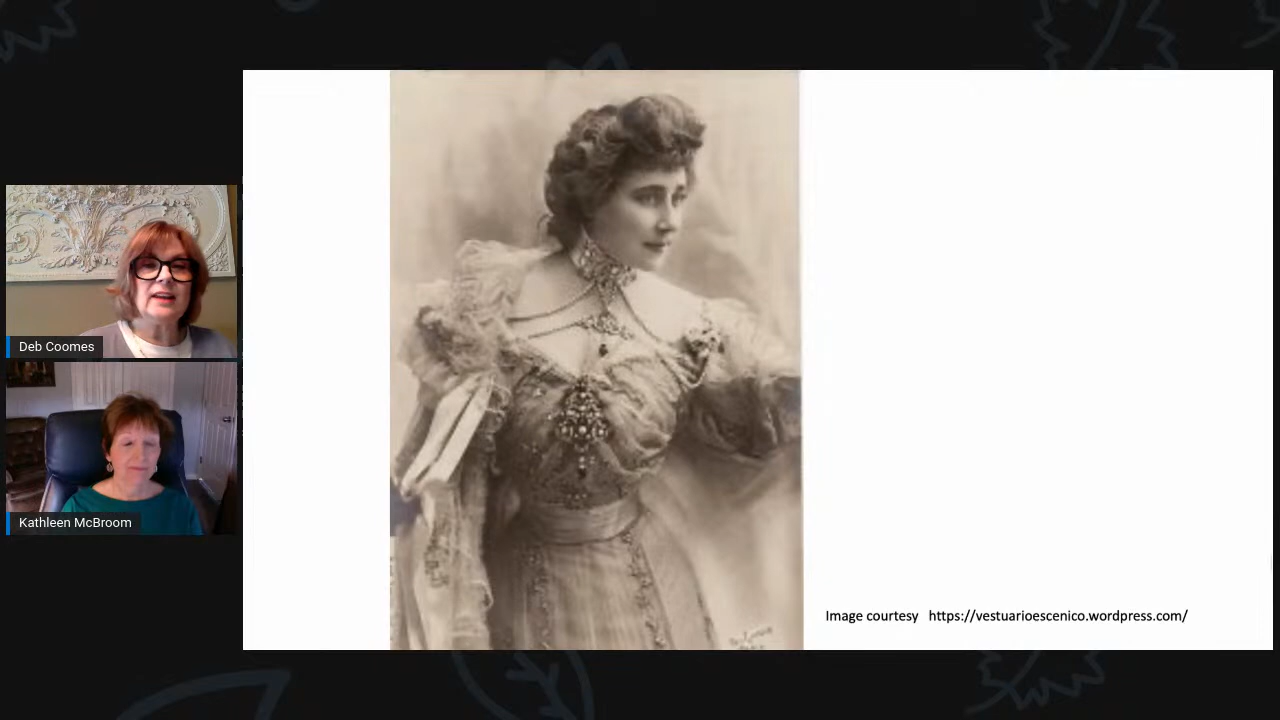 Deb Coomes
Kathleen McBroom
Image courtesy https://vestuarioescenico.wordpress.com/